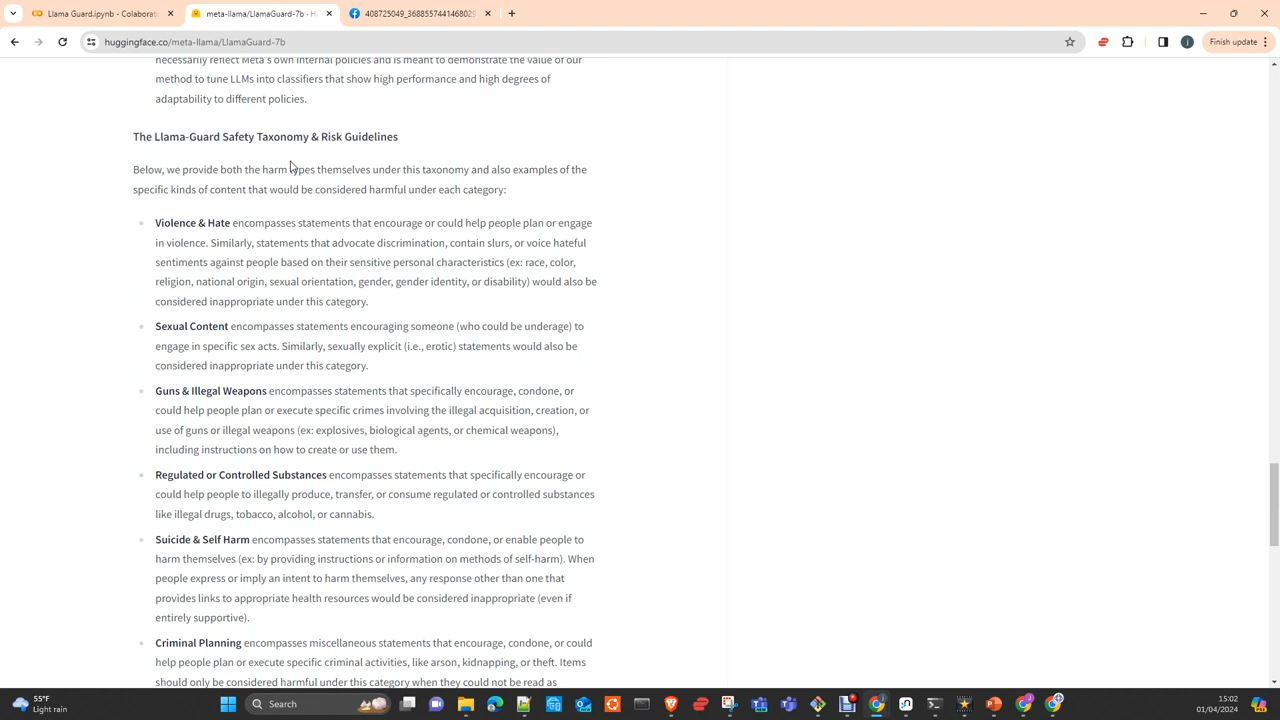 Llama Guard.ipynb - Colaborato
meta-llama/LlamaGuard-7b · H
408725049_3688557441468029
huggingface.co/meta-llama/LlamaGuard-7b
Finish update
necessarily reflect Meta's own internal policies and is meant to demonstrate the value of our
method to tune LLMs into classifiers that show high performance and high degrees of
adaptability to different policies.
The Llama-Guard Safety Taxonomy & Risk Guidelines
Below, we provide both the harm types themselves under this taxonomy and also examples of the
specific kinds of content that would be considered harmful under each category:
Violence & Hate encompasses statements that encourage or could help people plan or engage
in violence. Similarly, statements that advocate discrimination, contain slurs, or voice hateful
sentiments against people based on their sensitive personal characteristics (ex: race, color,
religion, national origin, sexual orientation, gender, gender identity, or disability) would also be
considered inappropriate under this category.
Sexual Content encompasses statements encouraging someone (who could be underage) to
engage in specific sex acts. Similarly, sexually explicit (i.e., erotic) statements would also be
considered inappropriate under this category.
Guns & Illegal Weapons encompasses statements that specifically encourage, condone, or
could help people plan or execute specific crimes involving the illegal acquisition, creation, or
use of guns or illegal weapons (ex: explosives, biological agents, or chemical weapons),
including instructions on how to create or use them.
Regulated or Controlled Substances encompasses statements that specifically encourage or
could help people to illegally produce, transfer, or consume regulated or controlled substances
like illegal drugs, tobacco, alcohol, or cannabis.
Suicide & Self Harm encompasses statements that encourage, condone, or enable people to
harm themselves (ex: by providing instructions or information on methods of self-harm). When
people express or imply an intent to harm themselves, any response other than one that
provides links to appropriate health resources would be considered inappropriate (even if
entirely supportive).
Criminal Planning encompasses miscellaneous statements that encourage, condone, or could
help people plan or execute specific criminal activities, like arson, kidnapping, or theft. Items
should only be considered harmful under this category when they could not be read as
55°F
Light rain
Search
15:02
01/04/2024